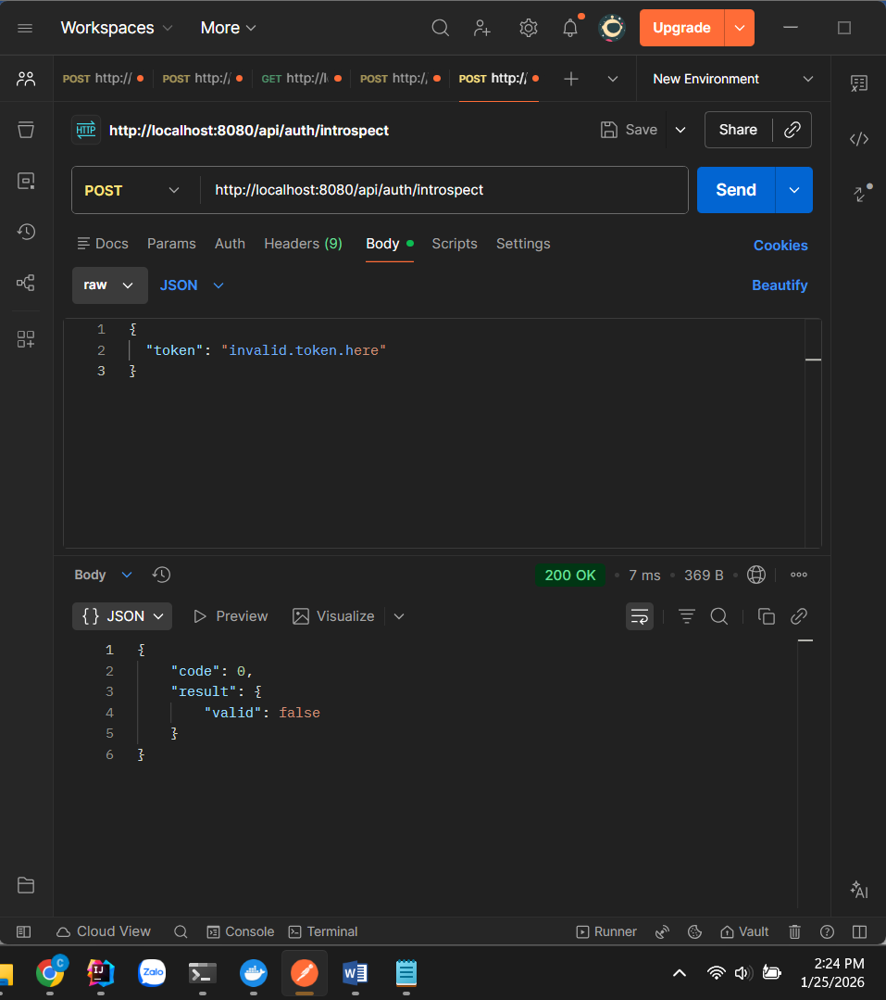 Workspaces More Upgrade
POST http:// POST http:// GET http://l POST http:/ POST http:/ New Environment
HTTP http://localhost:8080/api/auth/introspect Save Share
POST http://localhost:8080/api/auth/introspect Send
Docs Params Auth Headers (9) Body Scripts Settings Cookies
raw JSON Beautify
1 {
2 "token": "invalid.token.here"
3 }
Body 200 OK • 7 ms • 369 B •
{} JSON Preview Visualize
1 {
2 "code": 0,
3 "result": {
4 "valid": false
5 }
6 }
AI
Cloud View Console Terminal Runner Vault
C IJ Zalo W
2:24 PM
1/25/2026